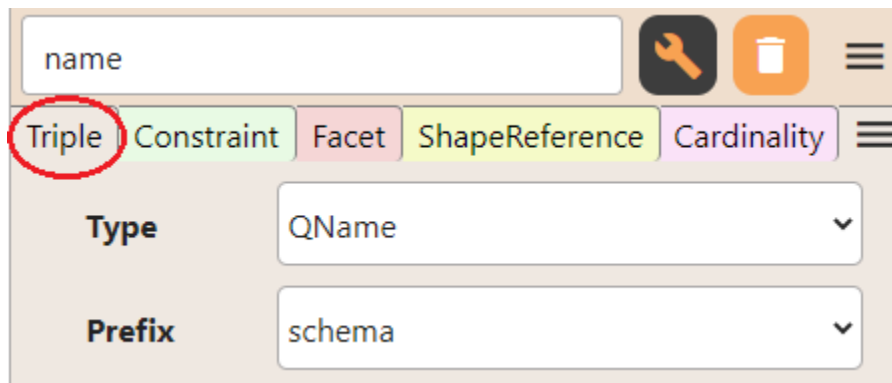 name
Triple Constraint Facet ShapeReference Cardinality
Type QName
Prefix schema